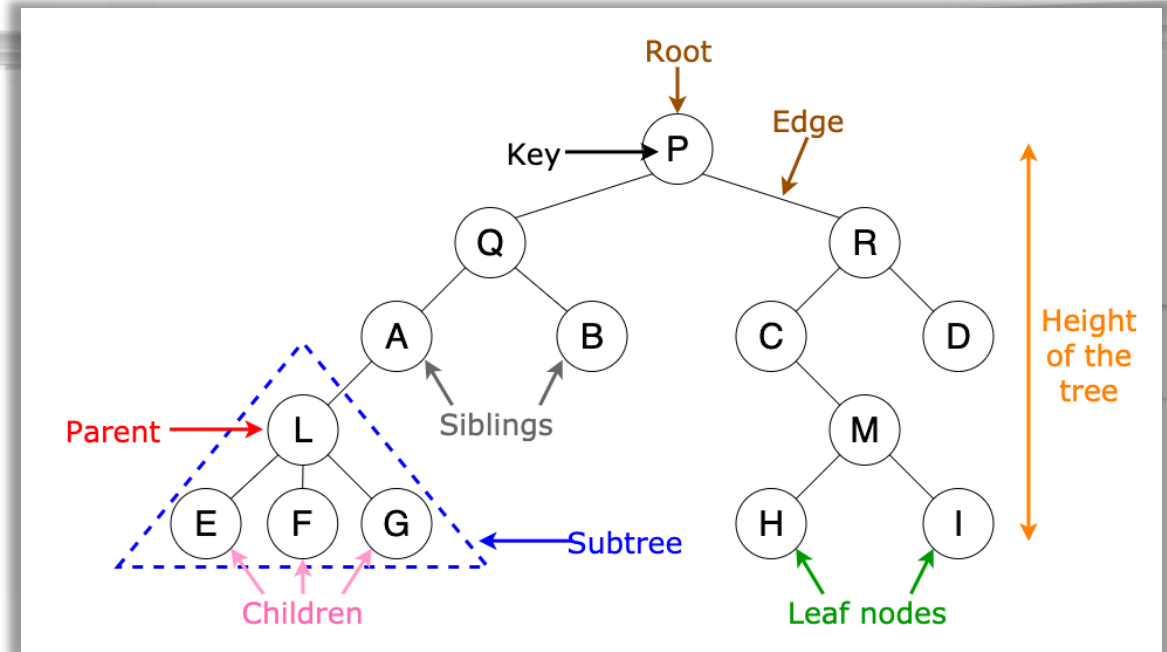 Root
Edge
Key
P
Q
R
A
B
C
D
Height
of the
tree
Siblings
Parent
L
M
E
F
G
H
I
Subtree
Children
Leaf nodes